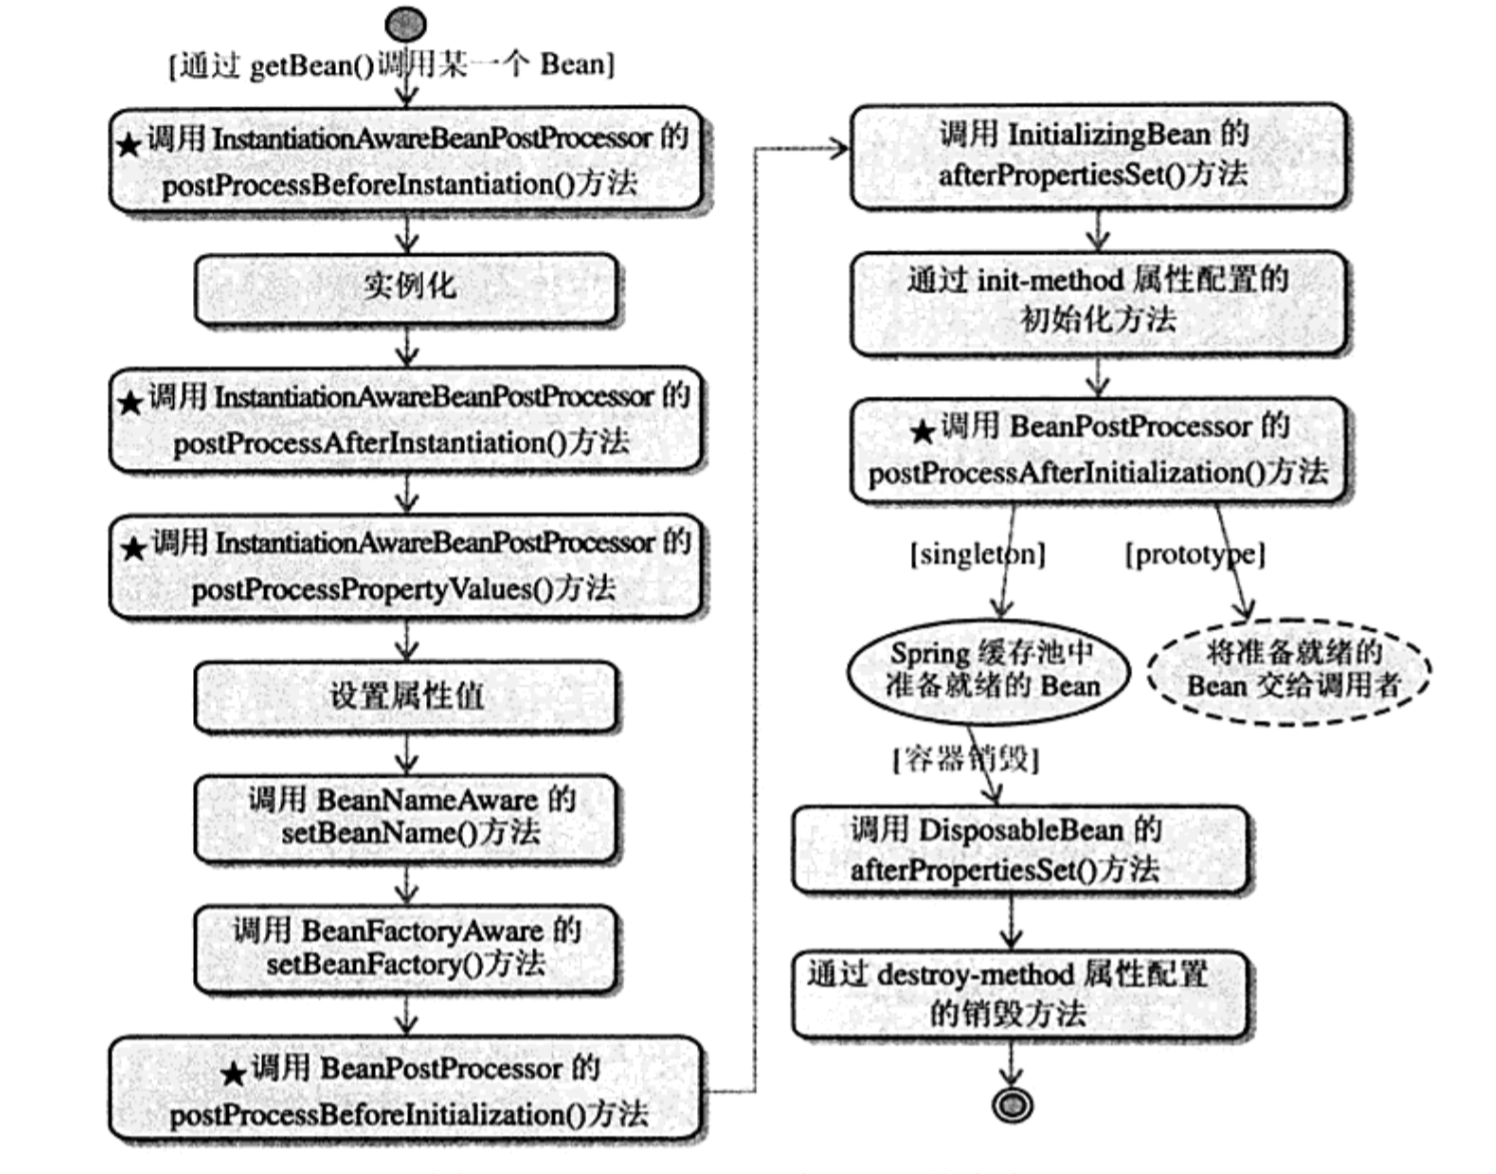 [通过 getBean()调用某一个 Bean]
★调用 InstantiationAwareBeanPostProcessor 的
postProcessBeforeInstantiation()方法
实例化
★调用 InstantiationAwareBeanPostProcessor 的
postProcessAfterInstantiation()方法
★调用 InstantiationAwareBeanPostProcessor 的
postProcessPropertyValues()方法
设置属性值
调用 BeanNameAware 的
setBeanName()方法
调用 BeanFactoryAware 的
setBeanFactory()方法
★调用 BeanPostProcessor 的
postProcessBeforeInitialization()方法
调用 InitializingBean 的
afterPropertiesSet()方法
通过 init-method 属性配置的
初始化方法
★调用 BeanPostProcessor 的
postProcessAfterInitialization()方法
[singleton]
[prototype]
Spring 缓存池中
准备就绪的 Bean
将准备就绪的
Bean 交给调用者
[容器销毁]
调用 DisposableBean 的
afterPropertiesSet()方法
通过 destroy-method 属性配置
的销毁方法